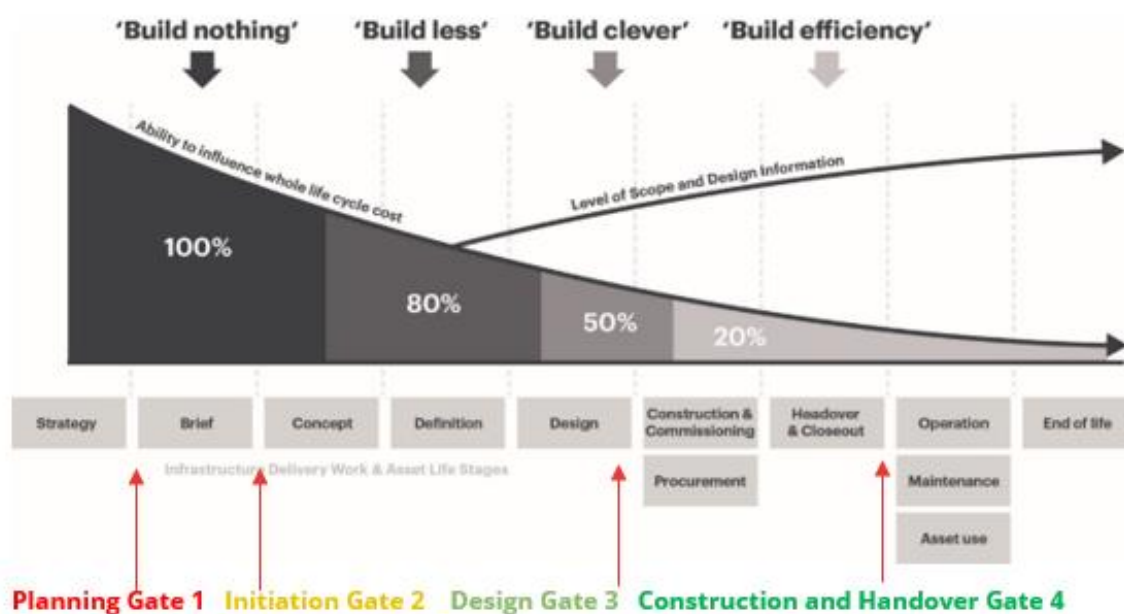 'Build nothing' 'Build less' 'Build clever' 'Build efficiency'
Ability to influence whole life cycle cost
Level of Scope and Design Information
100%
80%
50%
20%
Strategy
Brief
Concept
Definition
Design
Construction &
Commissioning
Headover
& Closeout
Operation
End of life
Infrastructure Delivery Work & Asset Life Stages
Procurement
Maintenance
Asset use
Planning Gate 1 Initiation Gate 2 Design Gate 3 Construction and Handover Gate 4